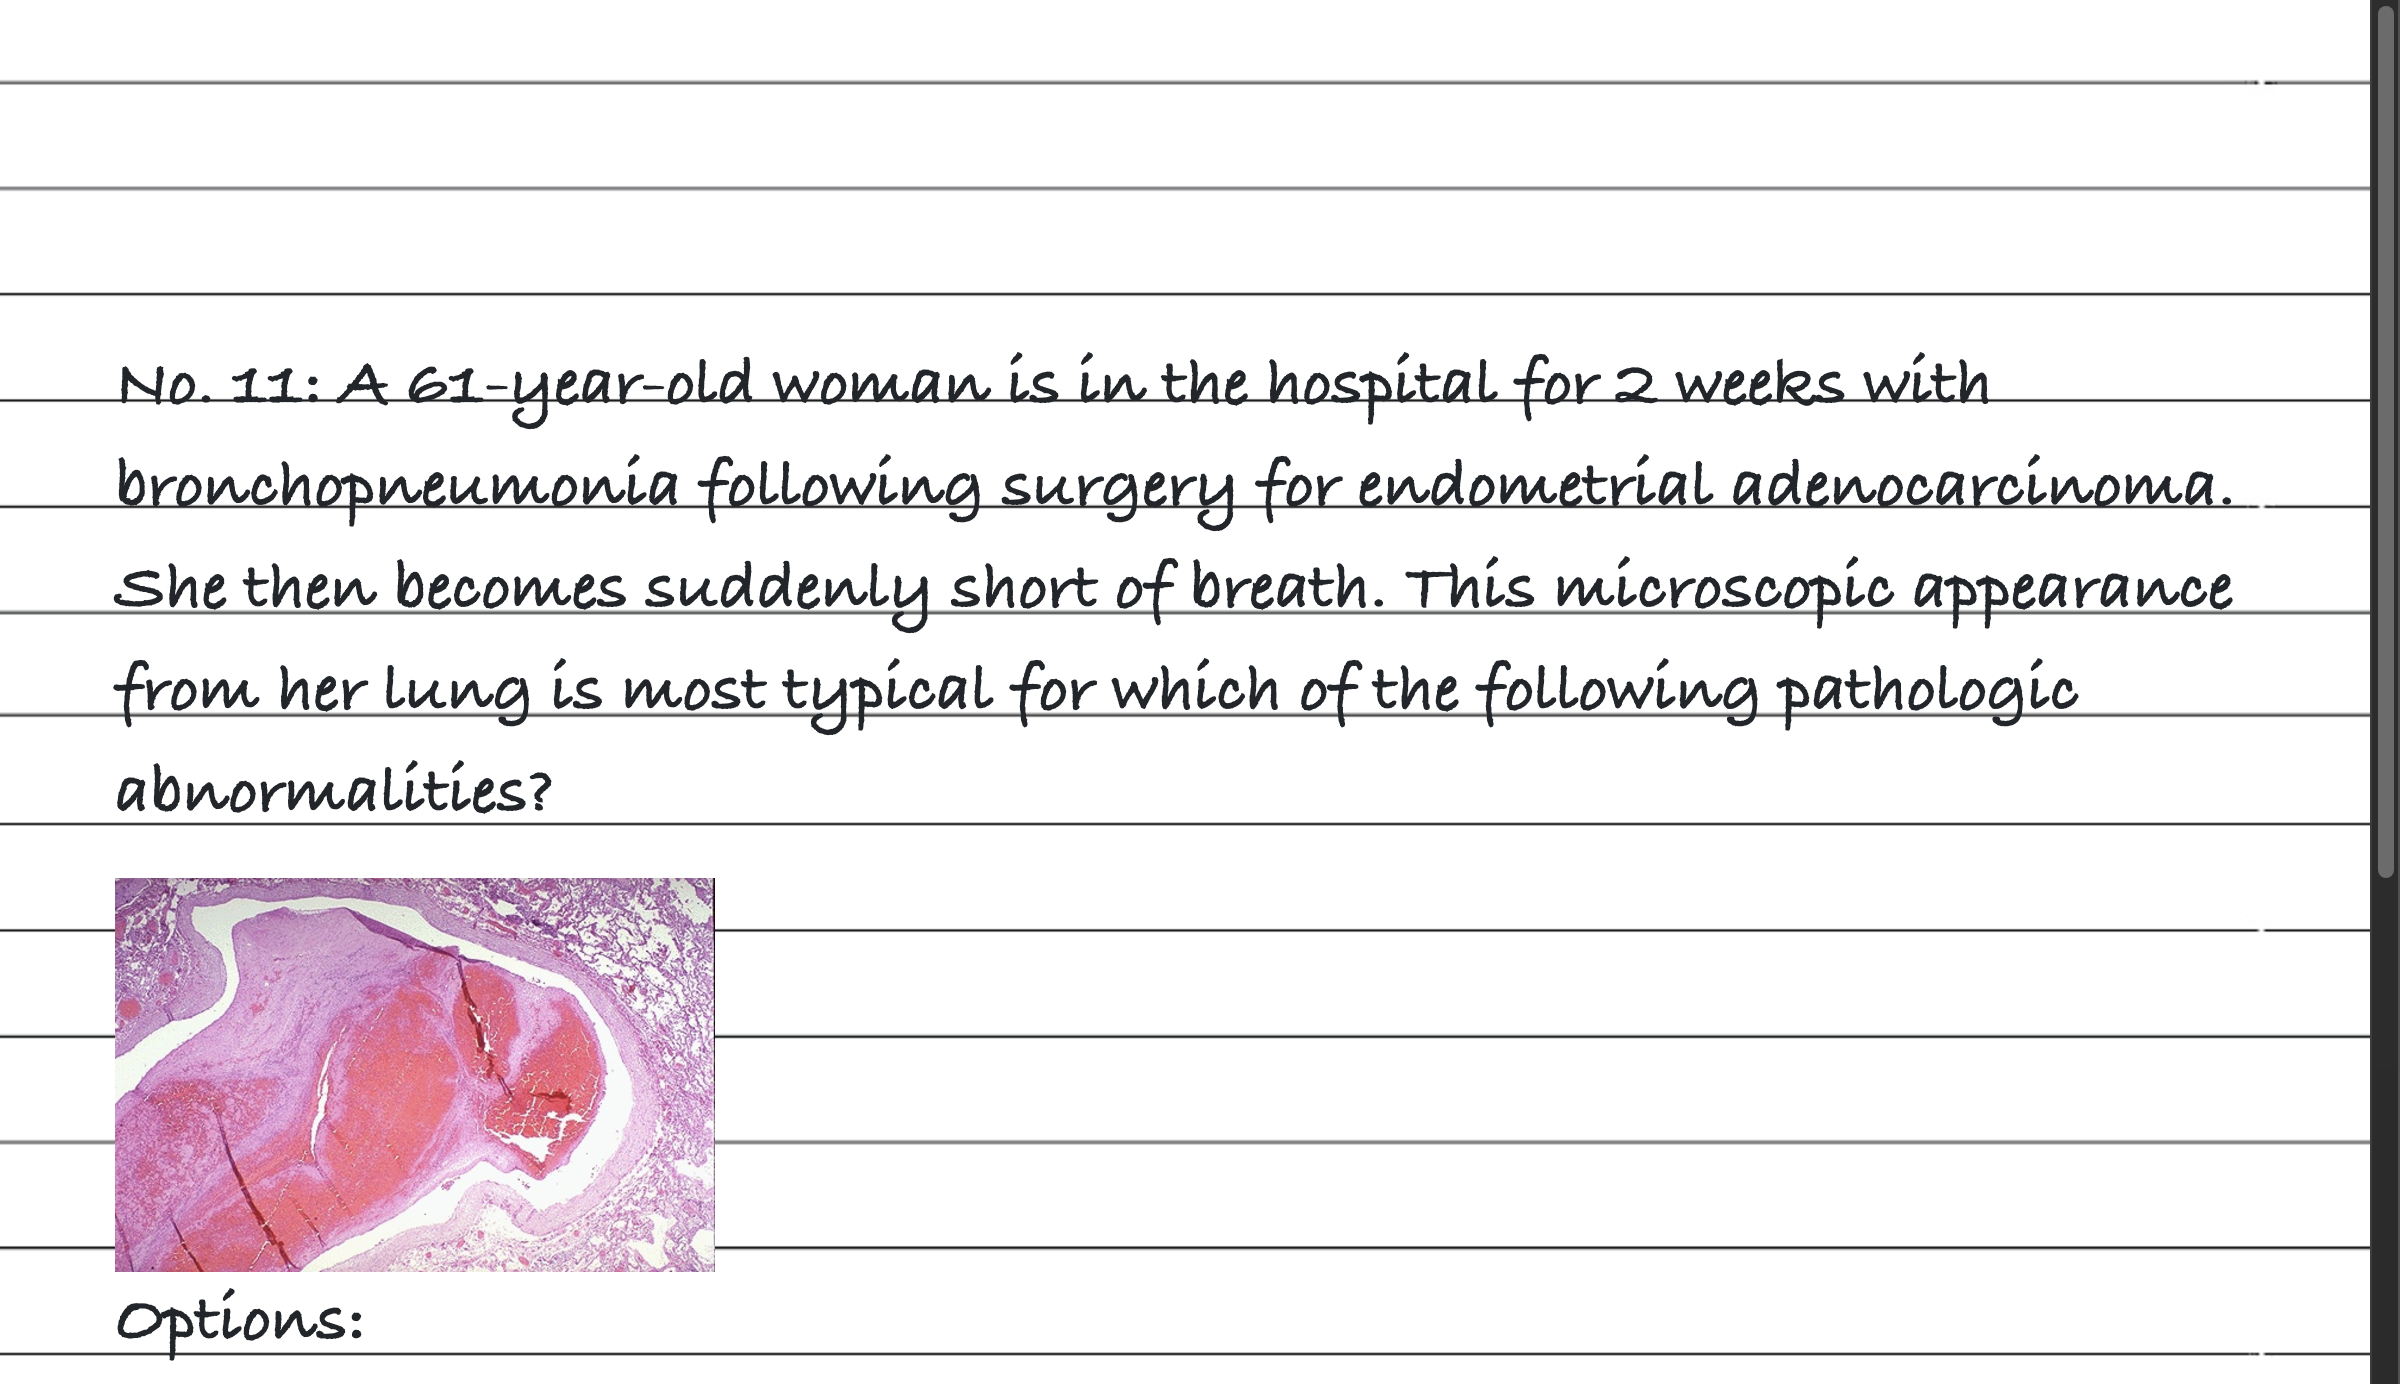 No. 11: A 61-year-old woman is in the hospital for 2 weeks with
bronchopneumonia following surgery for endometrial adenocarcinoma.
She then becomes suddenly short of breath. This microscopic appearance
from her lung is most typical for which of the following pathologic
abnormalities?
Options: